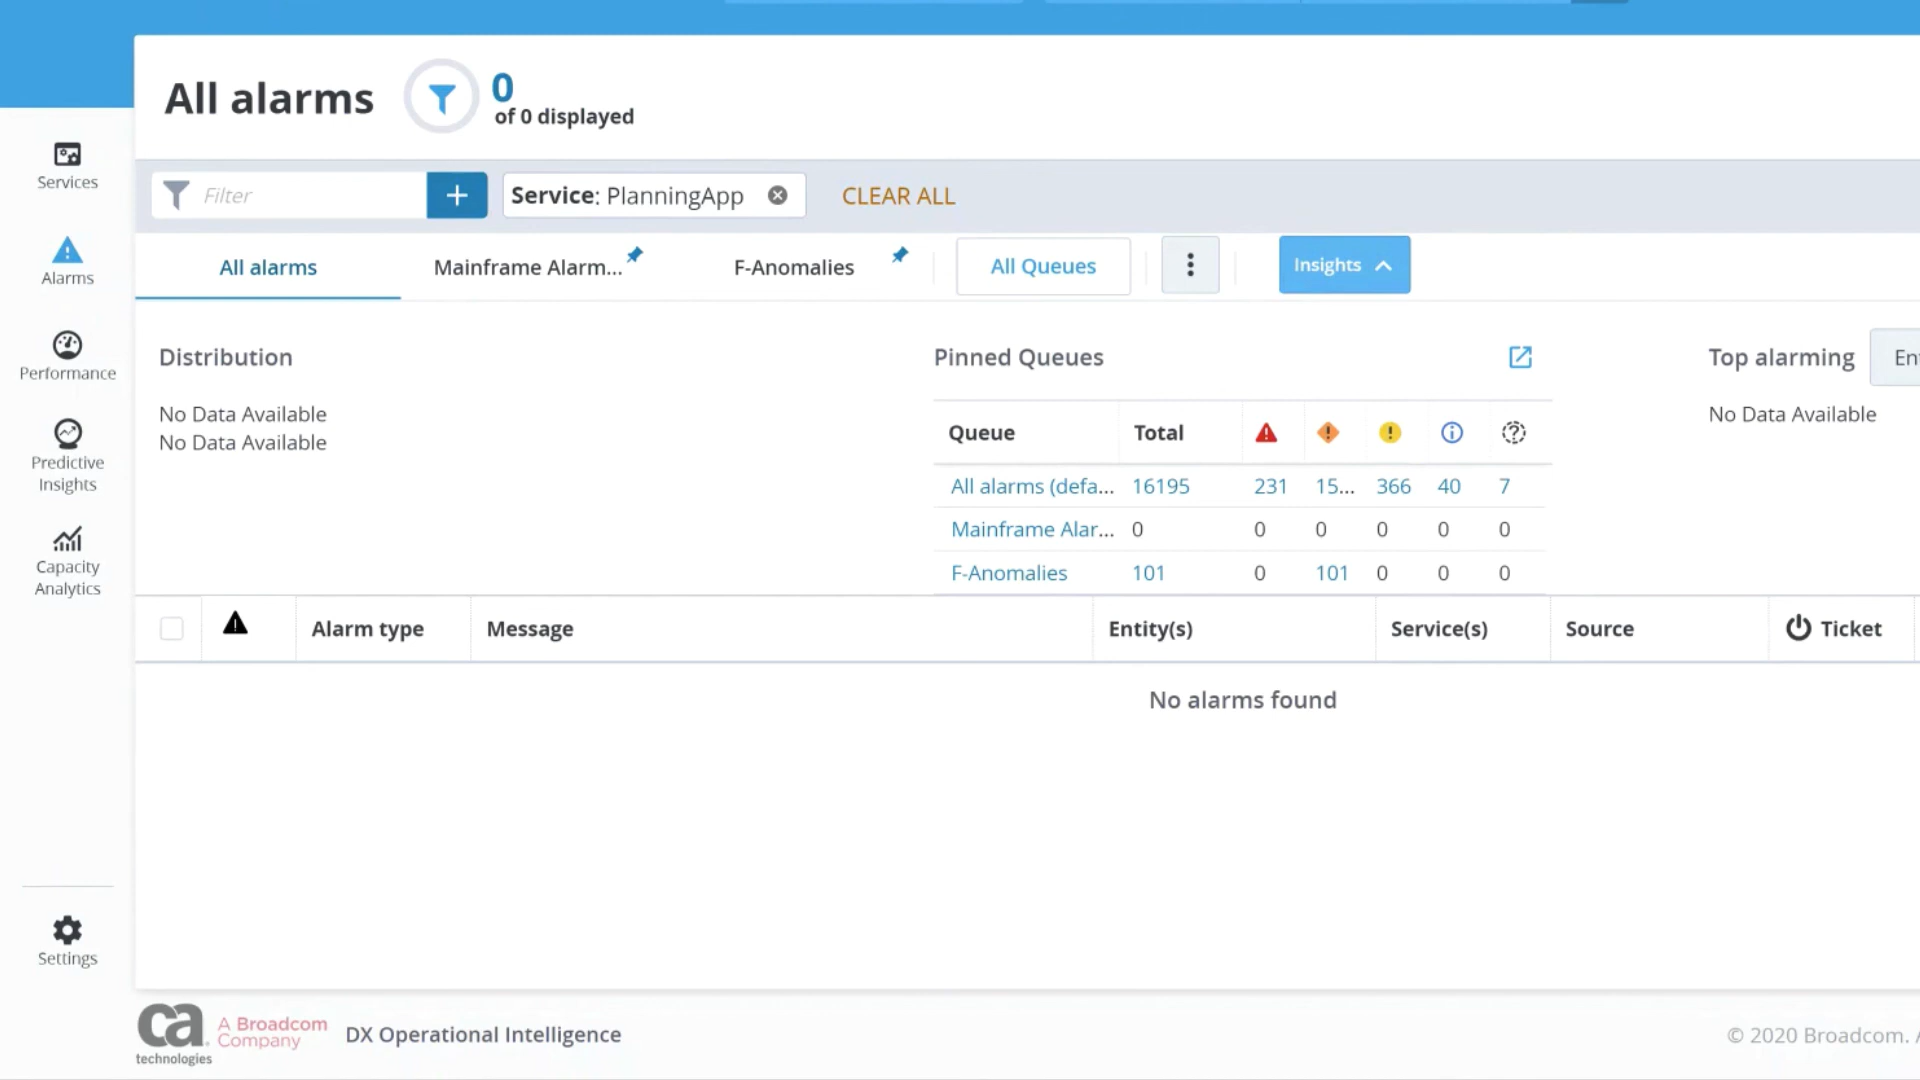 All alarms
0
of 0 displayed
Filter
Service: PlanningApp
CLEAR ALL
All alarms
Mainframe Alarm...
F-Anomalies
All Queues
Insights
Services
Alarms
Performance
Predictive
Insights
Capacity
Analytics
Settings
Distribution
No Data Available
No Data Available
Pinned Queues
Queue Total
All alarms (defa... 16195 231 15... 366 40 7
Mainframe Alar... 0 0 0 0 0 0
F-Anomalies 101 0 101 0 0 0
Top alarming
No Data Available
Alarm type Message Entity(s) Service(s) Source Ticket
No alarms found
ca
technologies
A Broadcom
Company
DX Operational Intelligence
© 2020 Broadcom.